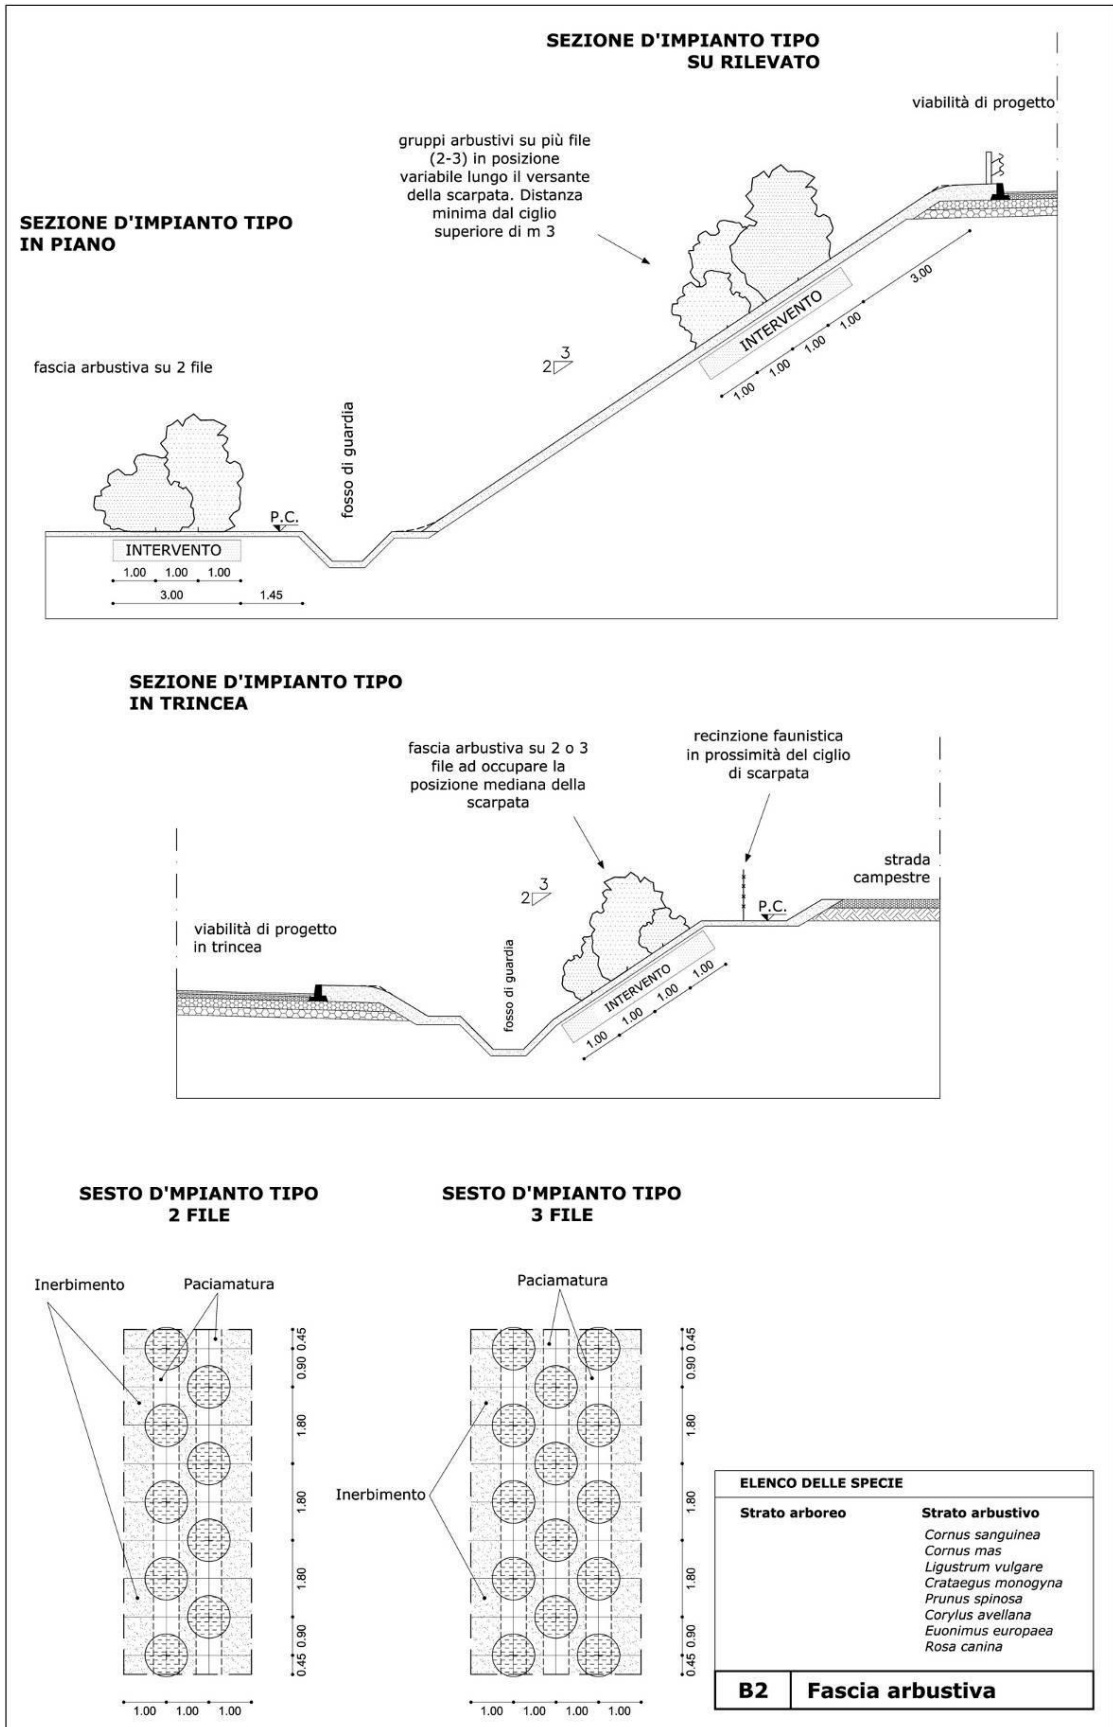 SEZIONE D'IMPIANTO TIPO
SU RILEVATO
viabilità di progetto
gruppi arbustivi su più file
(2-3) in posizione
variabile lungo il versante
della scarpata. Distanza
minima dal ciglio
superiore di m 3
SEZIONE D'IMPIANTO TIPO
IN PIANO
3.00
INTERVENTO
1.00
1.00
1.00
1.00
3
2
fascia arbustiva su 2 file
fosso di guardia
P.C.
INTERVENTO
1.00 1.00 1.00
3.00 1.45
SEZIONE D'IMPIANTO TIPO
IN TRINCEA
fascia arbustiva su 2 o 3
file ad occupare la
posizione mediana della
scarpata
recinzione faunistica
in prossimità del ciglio
di scarpata
strada
campestre
3
2
P.C.
viabilità di progetto
in trincea
fosso di guardia
INTERVENTO
1.00
1.00
1.00
1.00
SESTO D'MPIANTO TIPO
2 FILE
SESTO D'MPIANTO TIPO
3 FILE
Inerbimento
Paciamatura
Paciamatura
0.45
0.90
1.80
1.80
1.80
0.90
0.45
0.45
0.90
1.80
1.80
1.80
0.90
0.45
Inerbimento
1.00 1.00 1.00
1.00 1.00 1.00 1.00
ELENCO DELLE SPECIE
Strato arboreo
Strato arbustivo
Cornus sanguinea
Cornus mas
Ligustrum vulgare
Crataegus monogyna
Prunus spinosa
Corylus avellana
Euonimus europaea
Rosa canina
B2 Fascia arbustiva